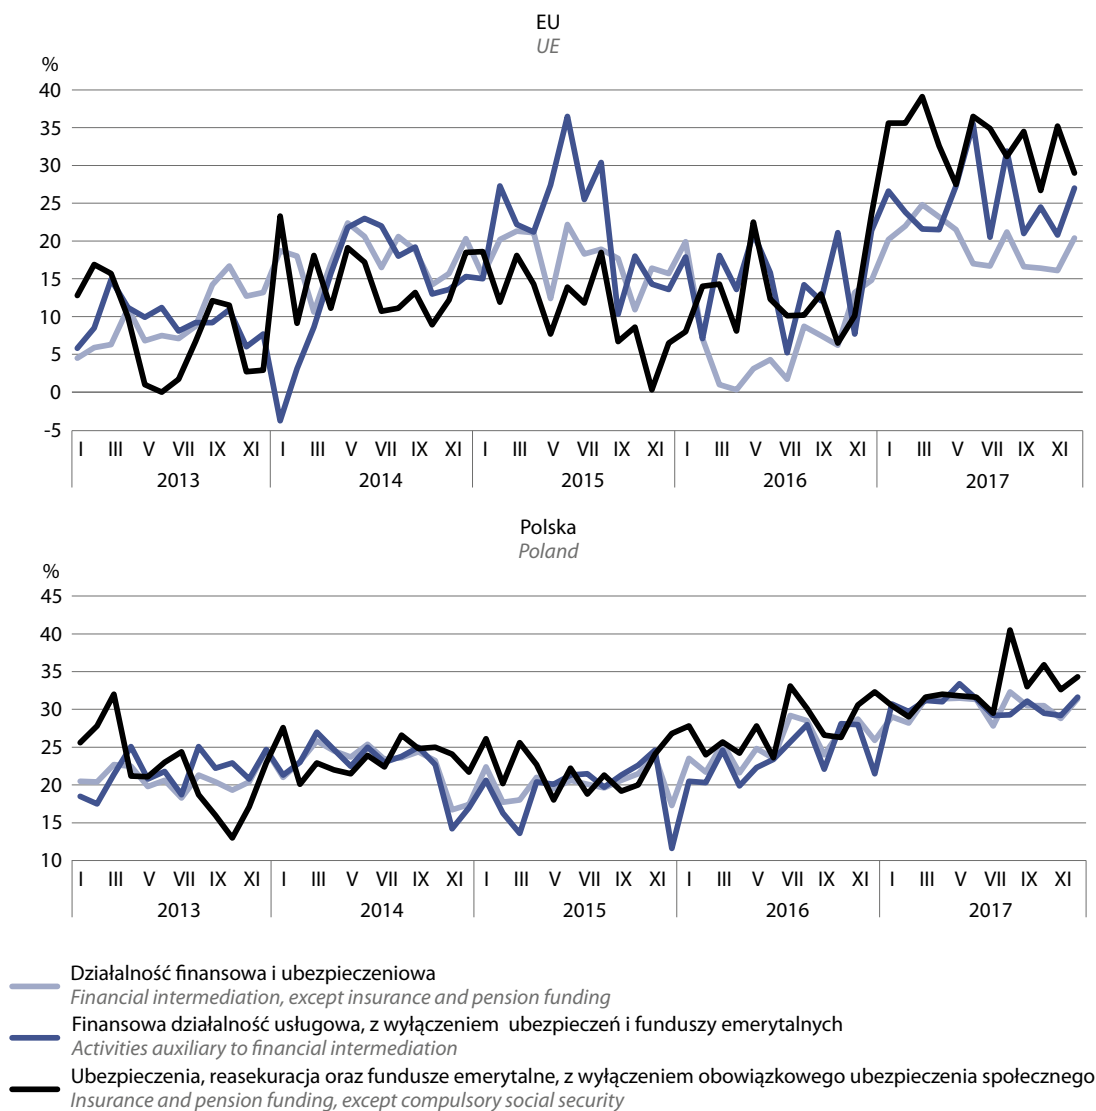 EU
UE
%
40
35
30
25
20
15
10
5
0
-5
I III V VII IX XI I III V VII IX XI I III V VII IX XI I III V VII IX XI I III V VII IX XI
2013 2014 2015 2016 2017
Polska
Poland
%
45
40
35
30
25
20
15
10
I III V VII IX XI I III V VII IX XI I III V VII IX XI I III V VII IX XI I III V VII IX XI
2013 2014 2015 2016 2017
Działalność finansowa i ubezpieczeniowa
Financial intermediation, except insurance and pension funding
Finansowa działalność usługowa, z wyłączeniem ubezpieczeń i funduszy emerytalnych
Activities auxiliary to financial intermediation
Ubezpieczenia, reasekuracja oraz fundusze emerytalne, z wyłączeniem obowiązkowego ubezpieczenia społecznego
Insurance and pension funding, except compulsory social security